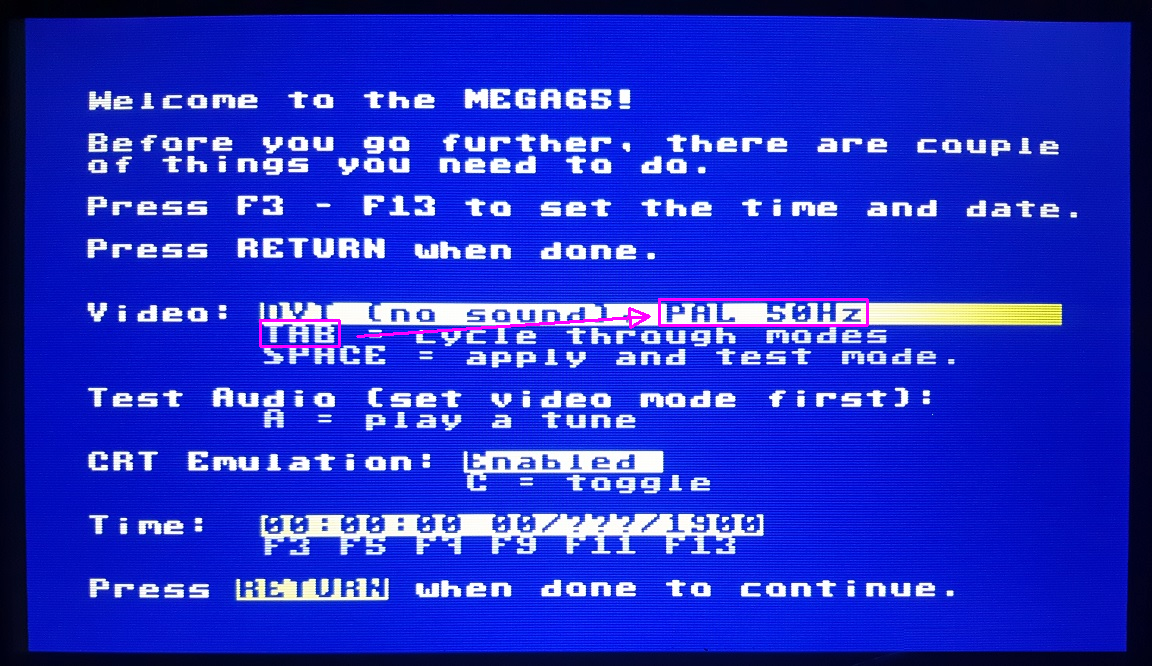 Welcome to the MEGA65!
Before you go further, there are couple
of things you need to do.
Press F3 - F13 to set the time and date.
Press RETURN when done.
Video: DVI (no sound), PAL 50Hz
TAB = cycle through modes
SPACE = apply and test mode.
Test Audio (set video mode first):
A = play a tune
CRT Emulation: Enabled
C = toggle
Time: 00:00:00 00/???/1900
F3 F5 F7 F9 F11 F13
Press RETURN when done to continue.